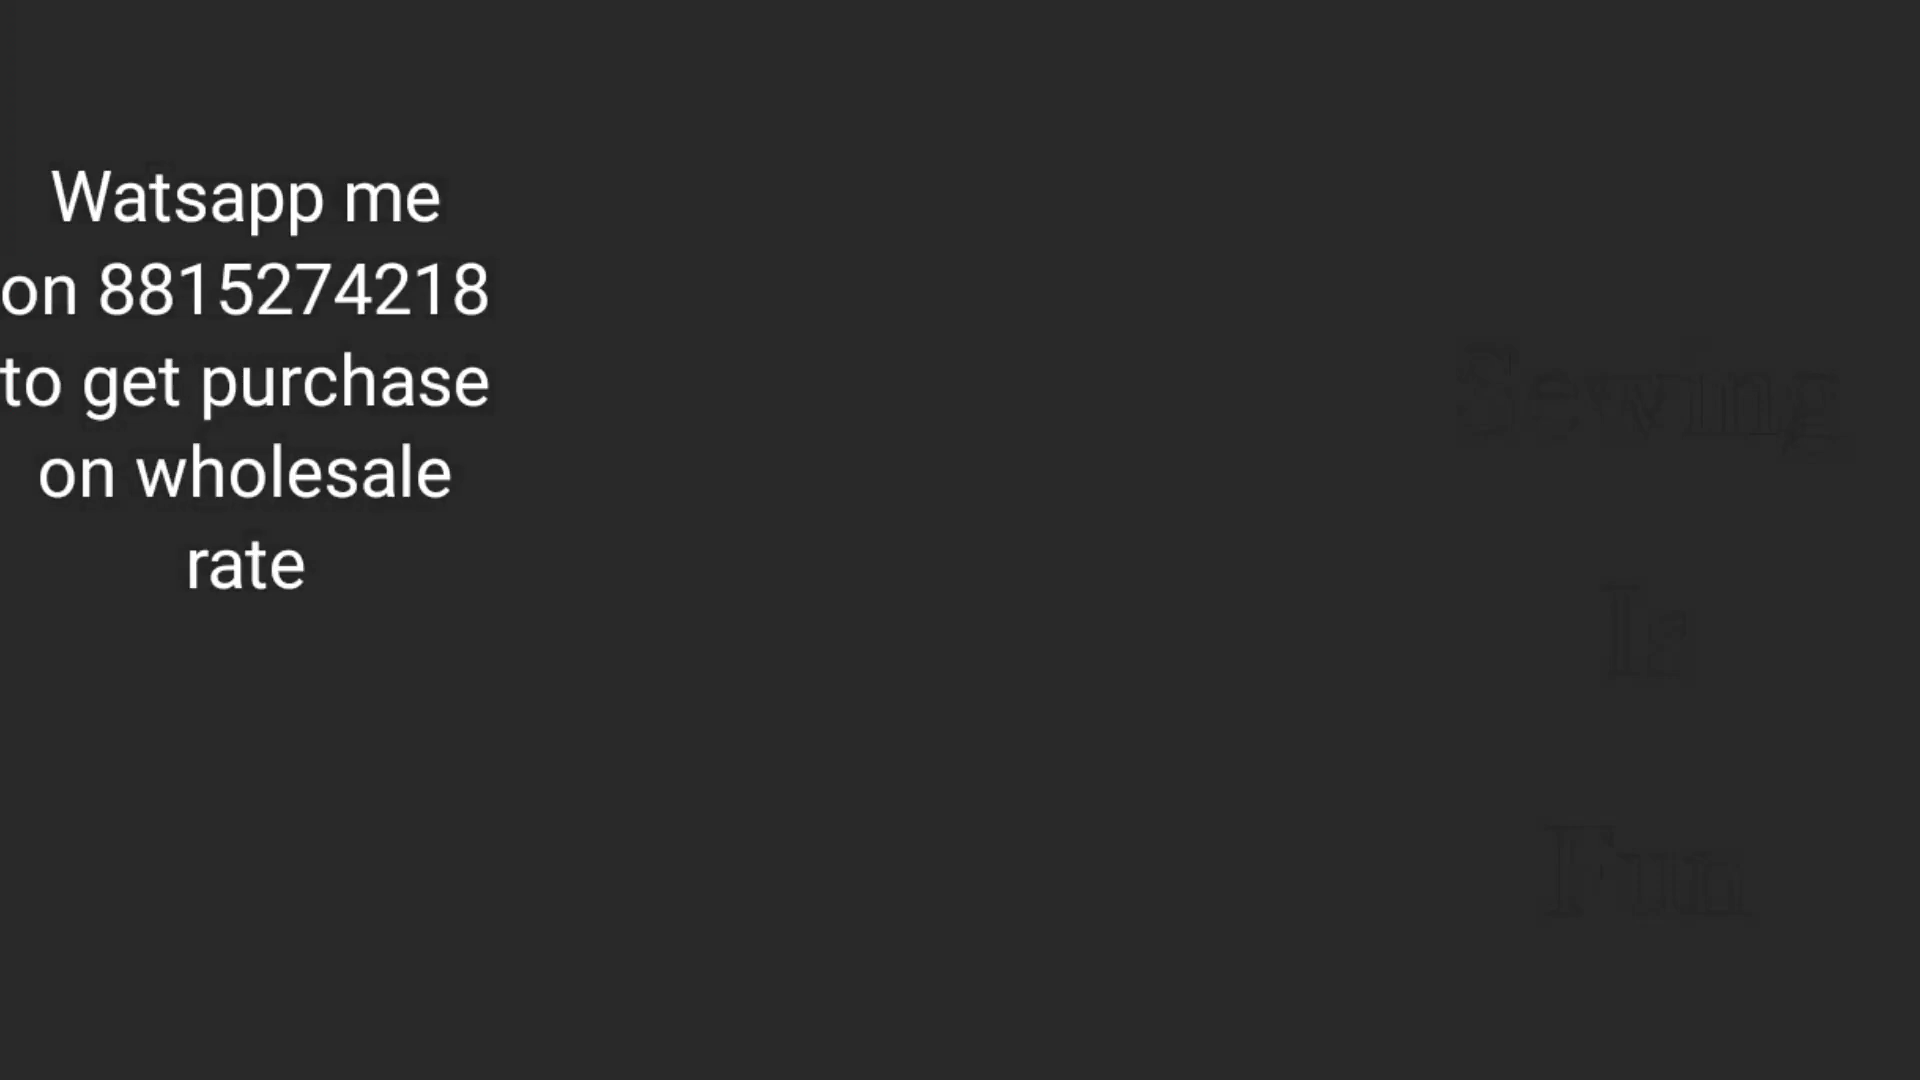 Watsapp me
on 8815274218
to get purchase
on wholesale
rate
Sewing
Is
Fun